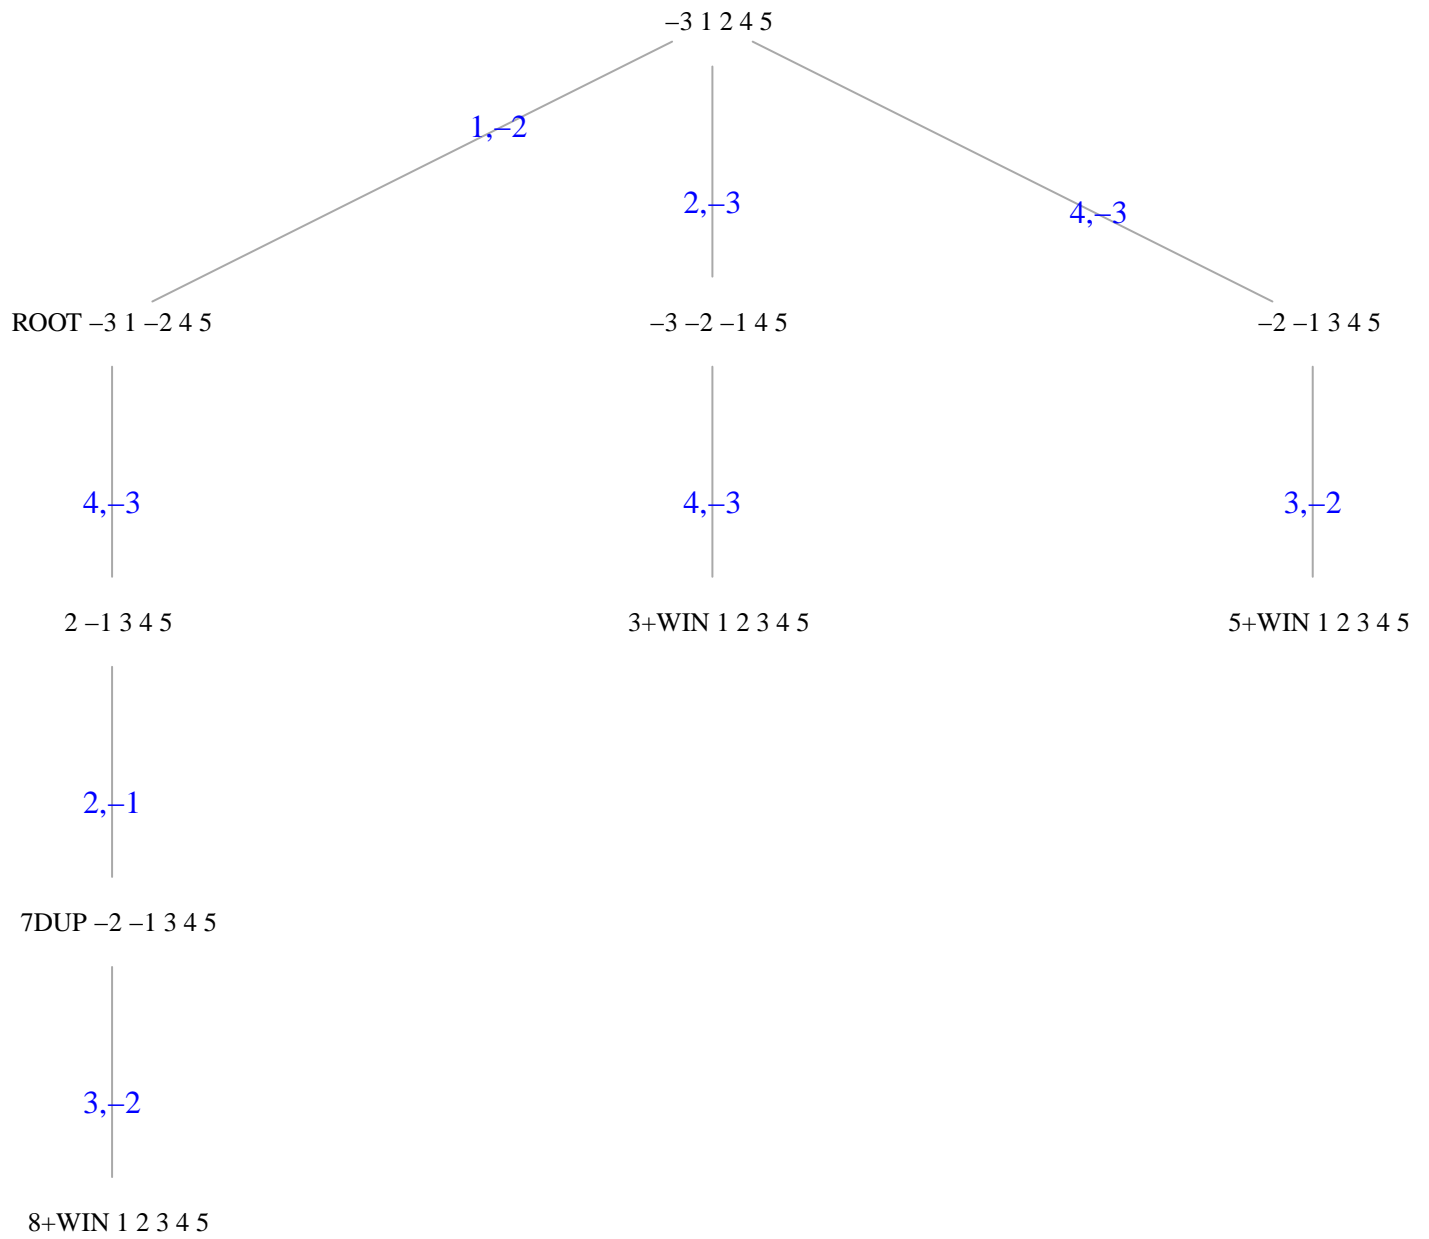 –3 1 2 4 5
1,–2
2,–3
4,–3
ROOT –3 1 –2 4 5
–3 –2 –1 4 5
–2 –1 3 4 5
4,–3
4,–3
3,–2
2 –1 3 4 5
3+WIN 1 2 3 4 5
5+WIN 1 2 3 4 5
2,–1
7DUP –2 –1 3 4 5
3,–2
8+WIN 1 2 3 4 5